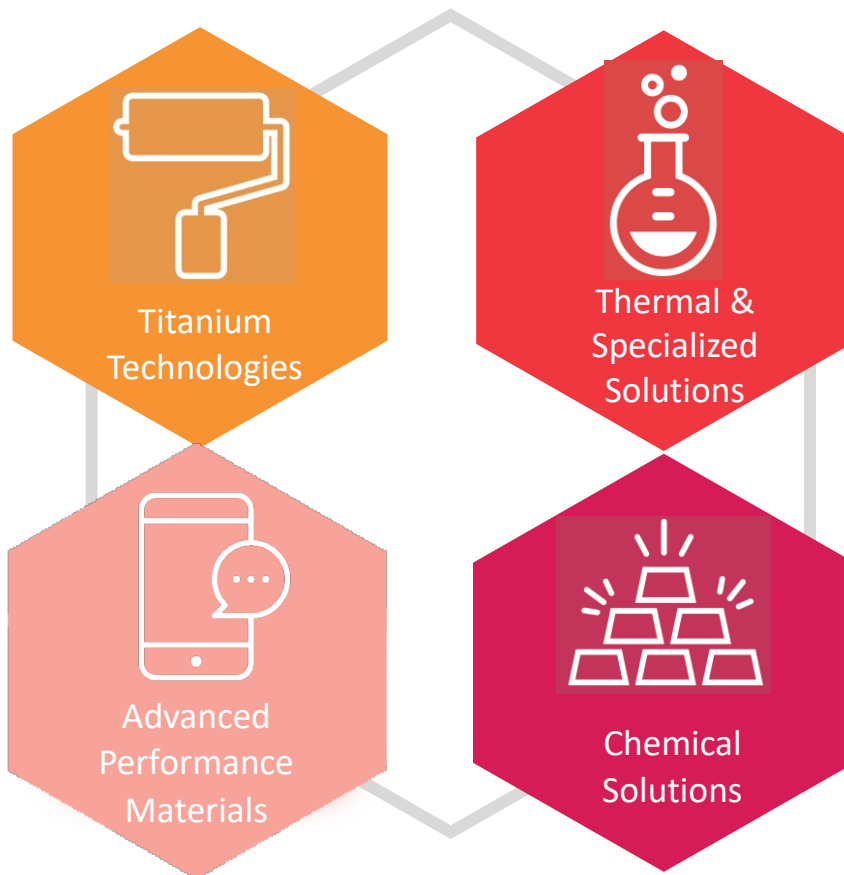 Titanium
Technologies
Thermal &
Specialized
Solutions
Advanced
Performance
Materials
Chemical
Solutions